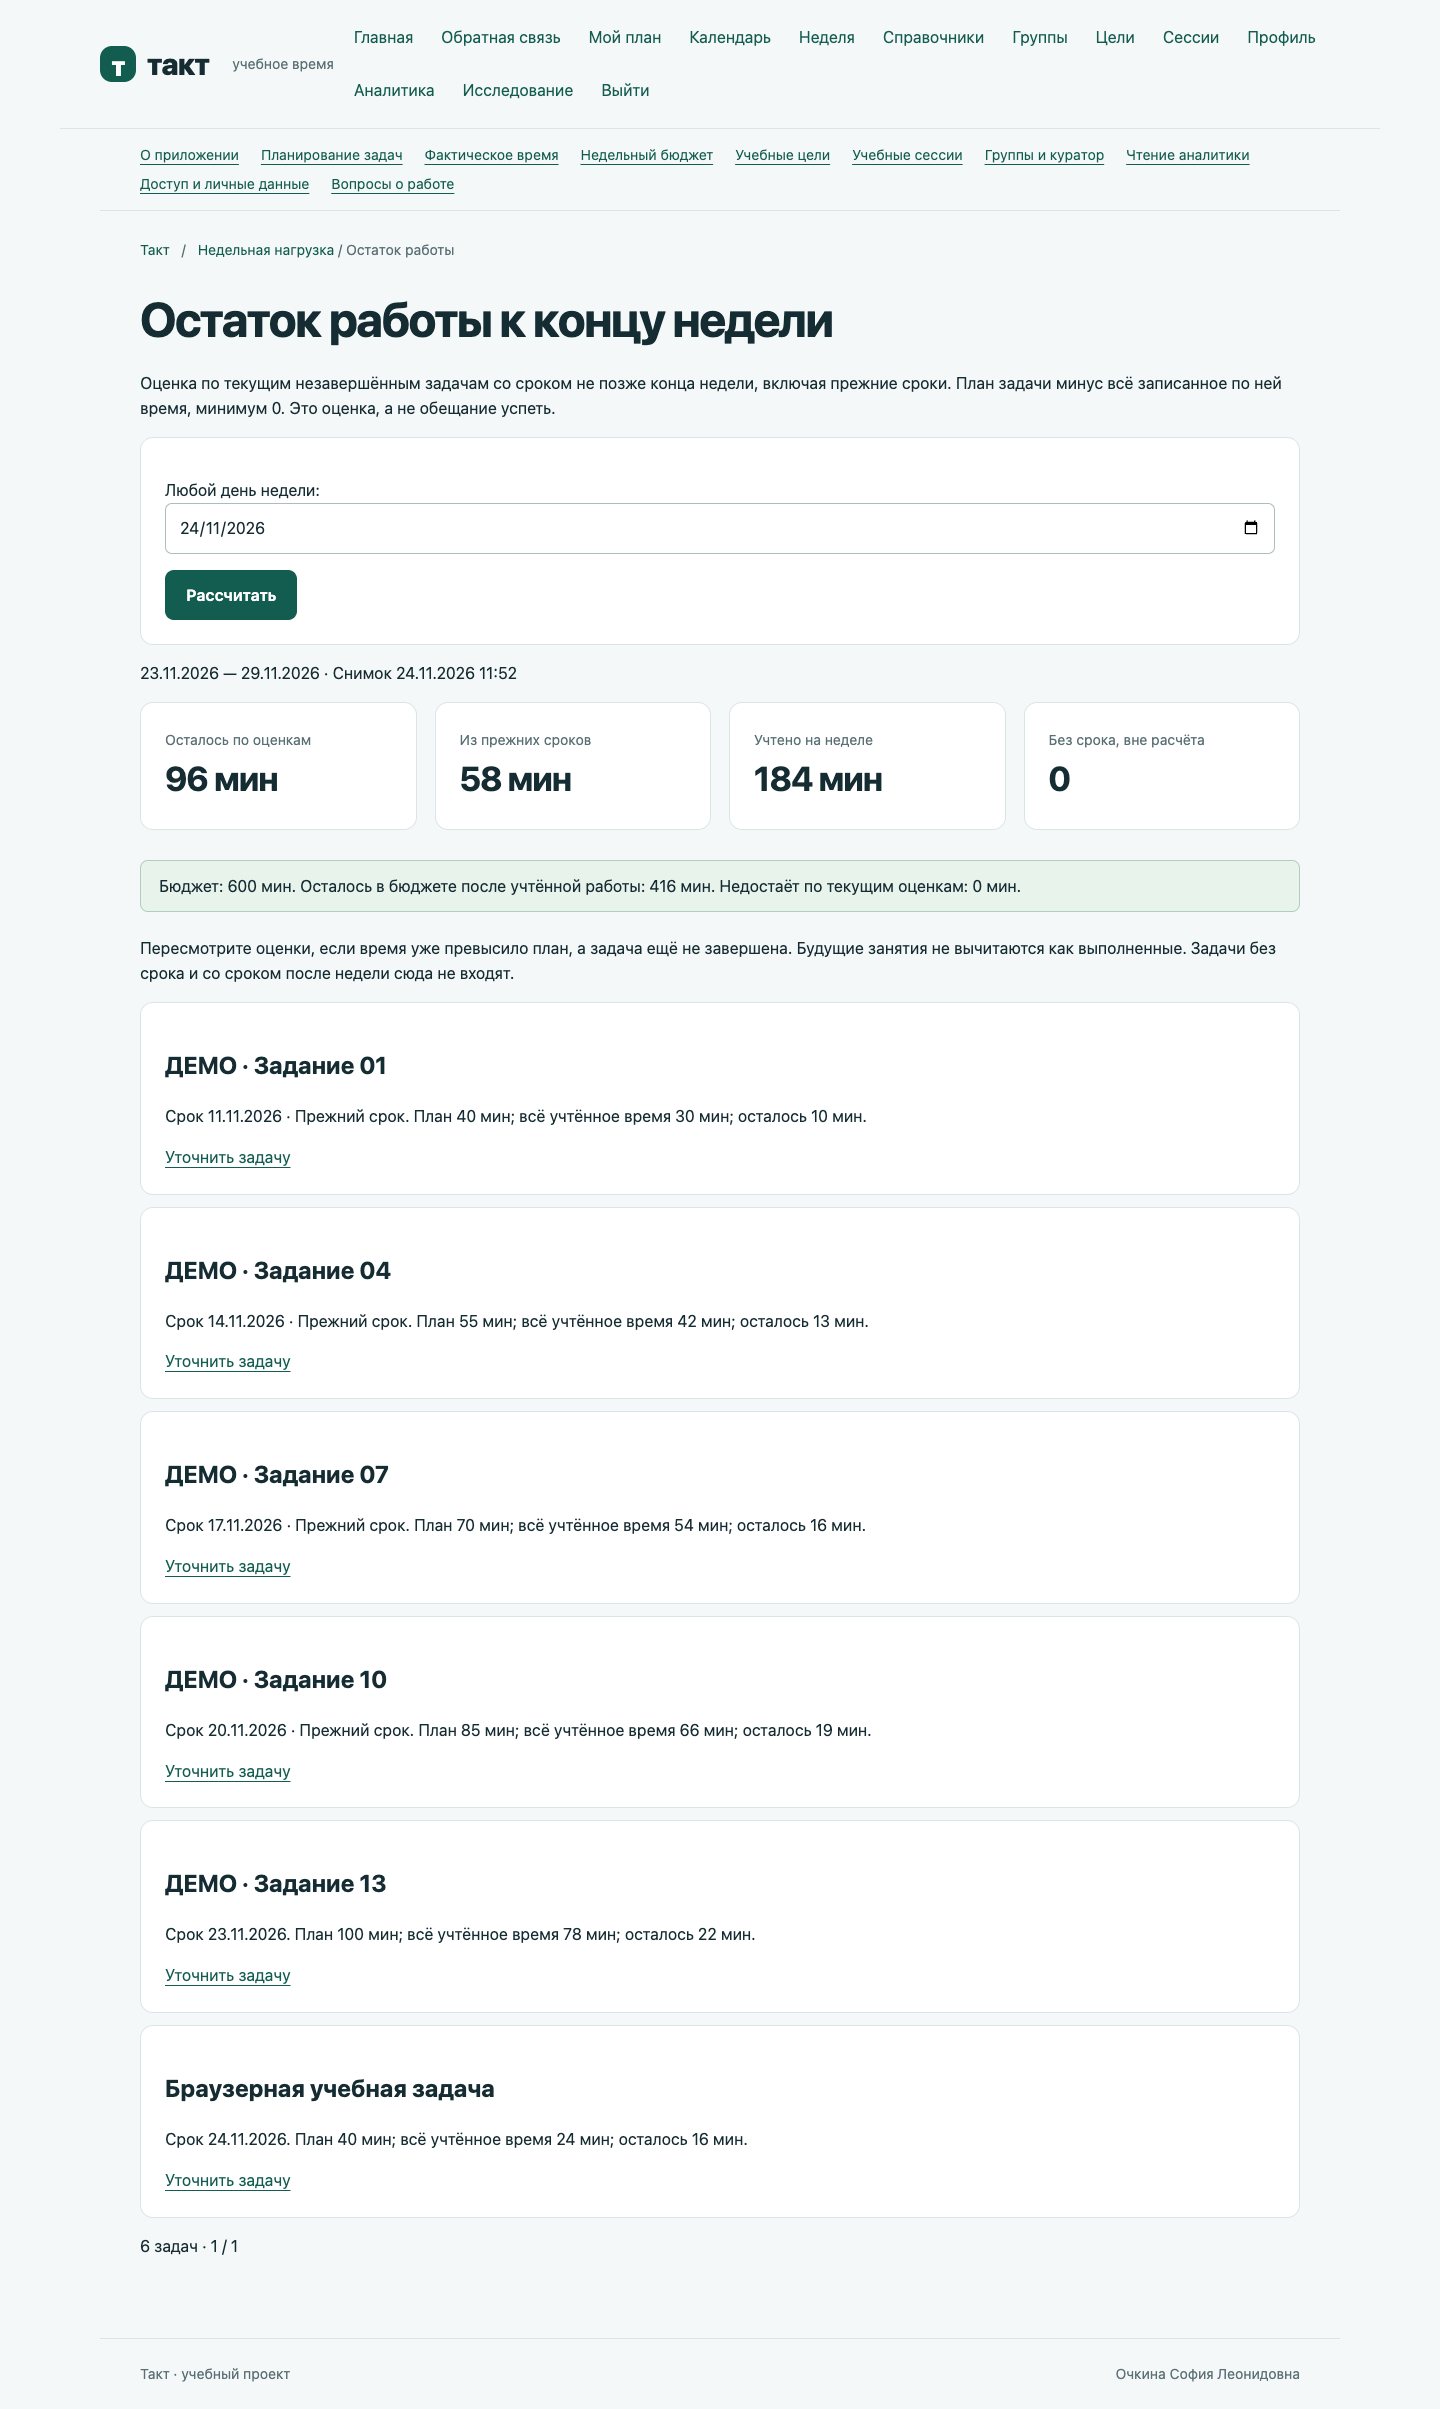 т такт учебное время
Главная Обратная связь Мой план Календарь Неделя Справочники Группы Цели Сессии Профиль
Аналитика Исследование Выйти
О приложении Планирование задач Фактическое время Недельный бюджет Учебные цели Учебные сессии Группы и куратор Чтение аналитики
Доступ и личные данные Вопросы о работе
Такт / Недельная нагрузка / Остаток работы
Остаток работы к концу недели
Оценка по текущим незавершённым задачам со сроком не позже конца недели, включая прежние сроки. План задачи минус всё записанное по ней
время, минимум 0. Это оценка, а не обещание успеть.
Любой день недели:
24/11/2026
Рассчитать
23.11.2026 — 29.11.2026 · Снимок 24.11.2026 11:52
Осталось по оценкам
96 мин
Из прежних сроков
58 мин
Учтено на неделе
184 мин
Без срока, вне расчёта
0
Бюджет: 600 мин. Осталось в бюджете после учтённой работы: 416 мин. Недостаёт по текущим оценкам: 0 мин.
Пересмотрите оценки, если время уже превысило план, а задача ещё не завершена. Будущие занятия не вычитаются как выполненные. Задачи без
срока и со сроком после недели сюда не входят.
ДЕМО · Задание 01
Срок 11.11.2026 · Прежний срок. План 40 мин; всё учтённое время 30 мин; осталось 10 мин.
Уточнить задачу
ДЕМО · Задание 04
Срок 14.11.2026 · Прежний срок. План 55 мин; всё учтённое время 42 мин; осталось 13 мин.
Уточнить задачу
ДЕМО · Задание 07
Срок 17.11.2026 · Прежний срок. План 70 мин; всё учтённое время 54 мин; осталось 16 мин.
Уточнить задачу
ДЕМО · Задание 10
Срок 20.11.2026 · Прежний срок. План 85 мин; всё учтённое время 66 мин; осталось 19 мин.
Уточнить задачу
ДЕМО · Задание 13
Срок 23.11.2026. План 100 мин; всё учтённое время 78 мин; осталось 22 мин.
Уточнить задачу
Браузерная учебная задача
Срок 24.11.2026. План 40 мин; всё учтённое время 24 мин; осталось 16 мин.
Уточнить задачу
6 задач · 1 / 1
Такт · учебный проект
Очкина София Леонидовна